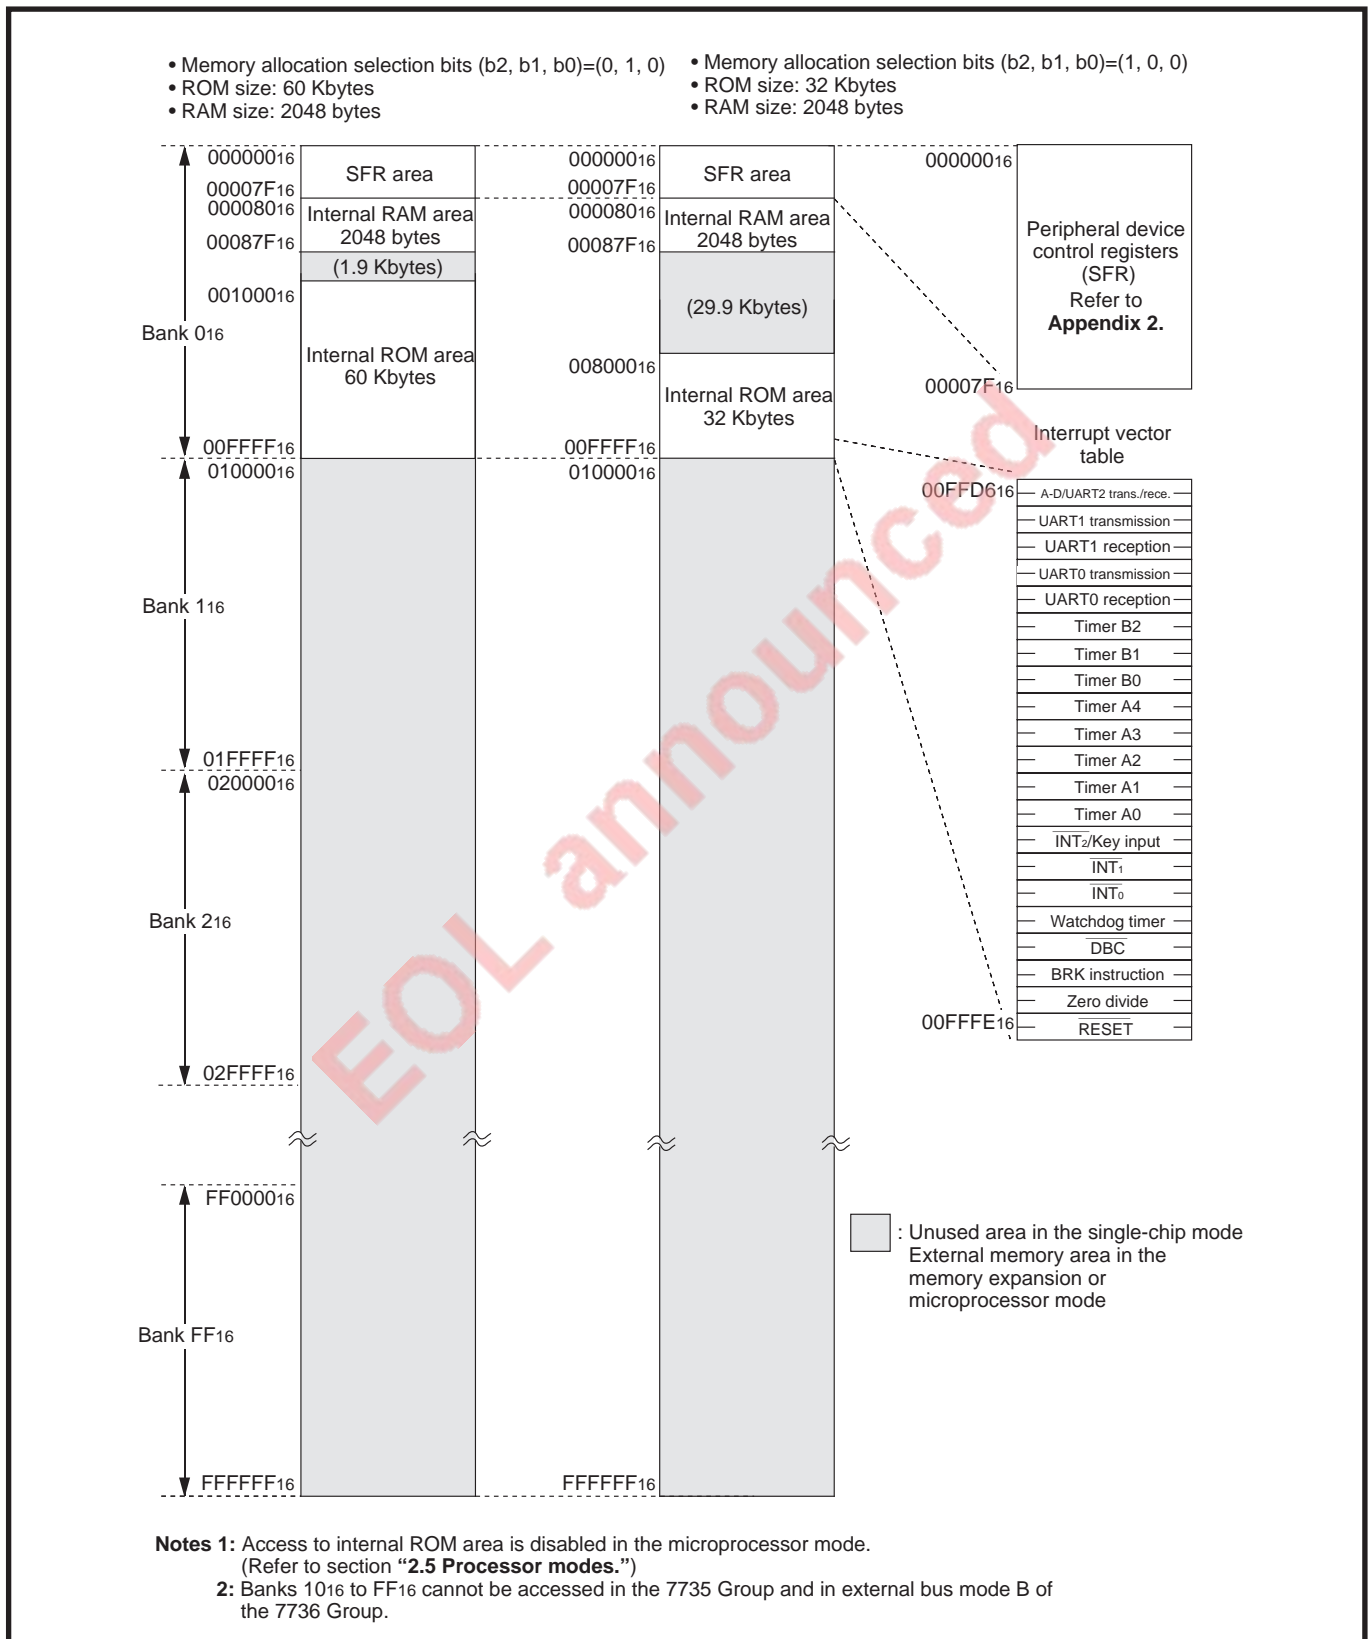 • Memory allocation selection bits (b2, b1, b0)=(0, 1, 0)
• ROM size: 60 Kbytes
• RAM size: 2048 bytes
• Memory allocation selection bits (b2, b1, b0)=(1, 0, 0)
• ROM size: 32 Kbytes
• RAM size: 2048 bytes
00000016
00007F16
00008016
00087F16
00100016
Bank 016
00FFFF16
01000016
Bank 116
01FFFF16
02000016
Bank 216
02FFFF16
FF000016
Bank FF16
FFFFFF16
SFR area
Internal RAM area
2048 bytes
(1.9 Kbytes)
Internal ROM area
60 Kbytes
00000016
00007F16
00008016
00087F16
00800016
00FFFF16
01000016
FFFFFF16
SFR area
Internal RAM area
2048 bytes
(29.9 Kbytes)
Internal ROM area
32 Kbytes
00000016
00007F16
Peripheral device
control registers
(SFR)
Refer to
Appendix 2.
Interrupt vector
table
00FFD616
A-D/UART2 trans./rece.
UART1 transmission
UART1 reception
UART0 transmission
UART0 reception
Timer B2
Timer B1
Timer B0
Timer A4
Timer A3
Timer A2
Timer A1
Timer A0
INT2/Key input
INT1
INT0
Watchdog timer
DBC
BRK instruction
Zero divide
00FFFE16
RESET
: Unused area in the single-chip mode
External memory area in the
memory expansion or
microprocessor mode
EOL announced
Notes 1: Access to internal ROM area is disabled in the microprocessor mode.
(Refer to section “2.5 Processor modes.”)
2: Banks 1016 to FF16 cannot be accessed in the 7735 Group and in external bus mode B of
the 7736 Group.